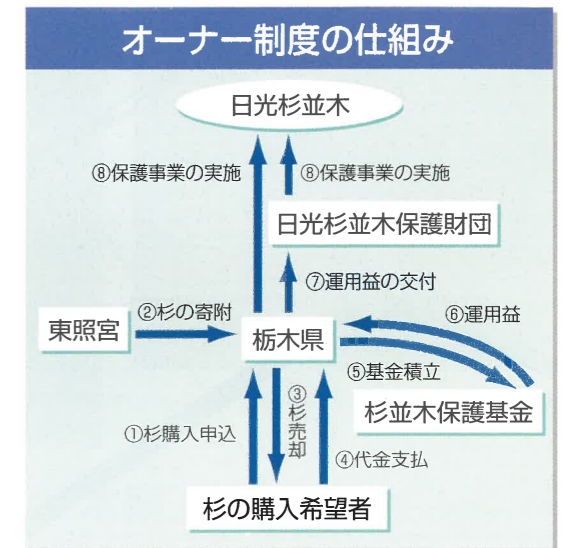 オーナー制度の仕組み
日光杉並木
⑧保護事業の実施
⑧保護事業の実施
日光杉並木保護財団
⑦運用益の交付
②杉の寄附
⑥運用益
東照宮
栃木県
⑤基金積立
杉並木保護基金
③杉売却
①杉購入申込
④代金支払
杉の購入希望者